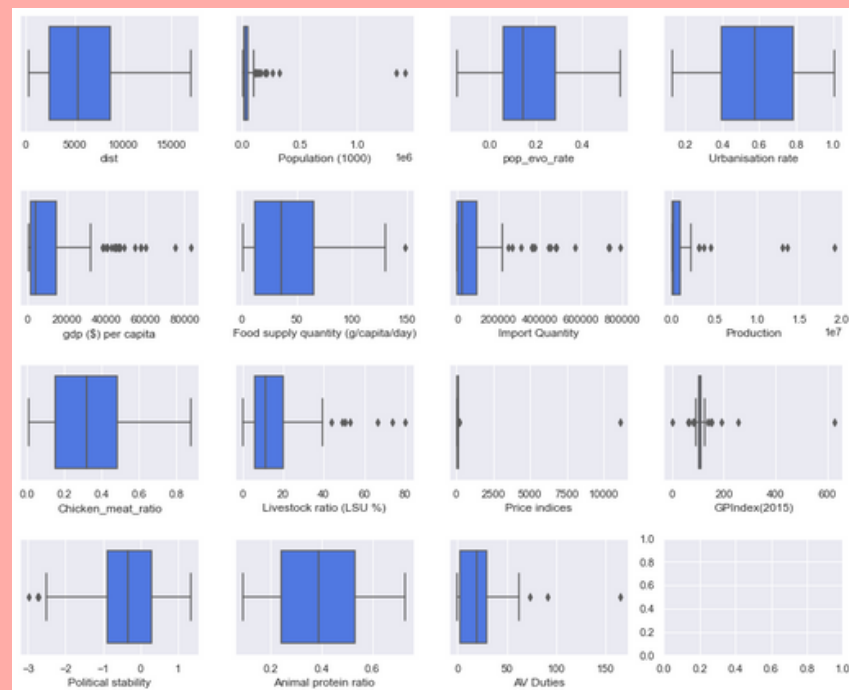 0 5000 10000 15000
dist
0.0 0.5 1.0
1e6
Population (1000)
0.0 0.2 0.4
pop_evo_rate
0.2 0.4 0.6 0.8 1.0
Urbanisation rate
0 20000 40000 60000 80000
gdp ($) per capita
0 50 100 150
Food supply quantity (g/capita/day)
0 200000 400000 600000 800000
Import Quantity
0.0 0.5 1.0 1.5 2.0
1e7
Production
0.0 0.2 0.4 0.6 0.8
Chicken_meat_ratio
0 20 40 60 80
Livestock ratio (LSU %)
0 2500 5000 7500 10000
Price indices
0 200 400 600
GPIndex(2015)
−3 −2 −1 0 1
Political stability
0.2 0.4 0.6
Animal protein ratio
0 50 100 150
AV Duties
1.0
0.8
0.6
0.4
0.2
0.0
0.0 0.2 0.4 0.6 0.8 1.0